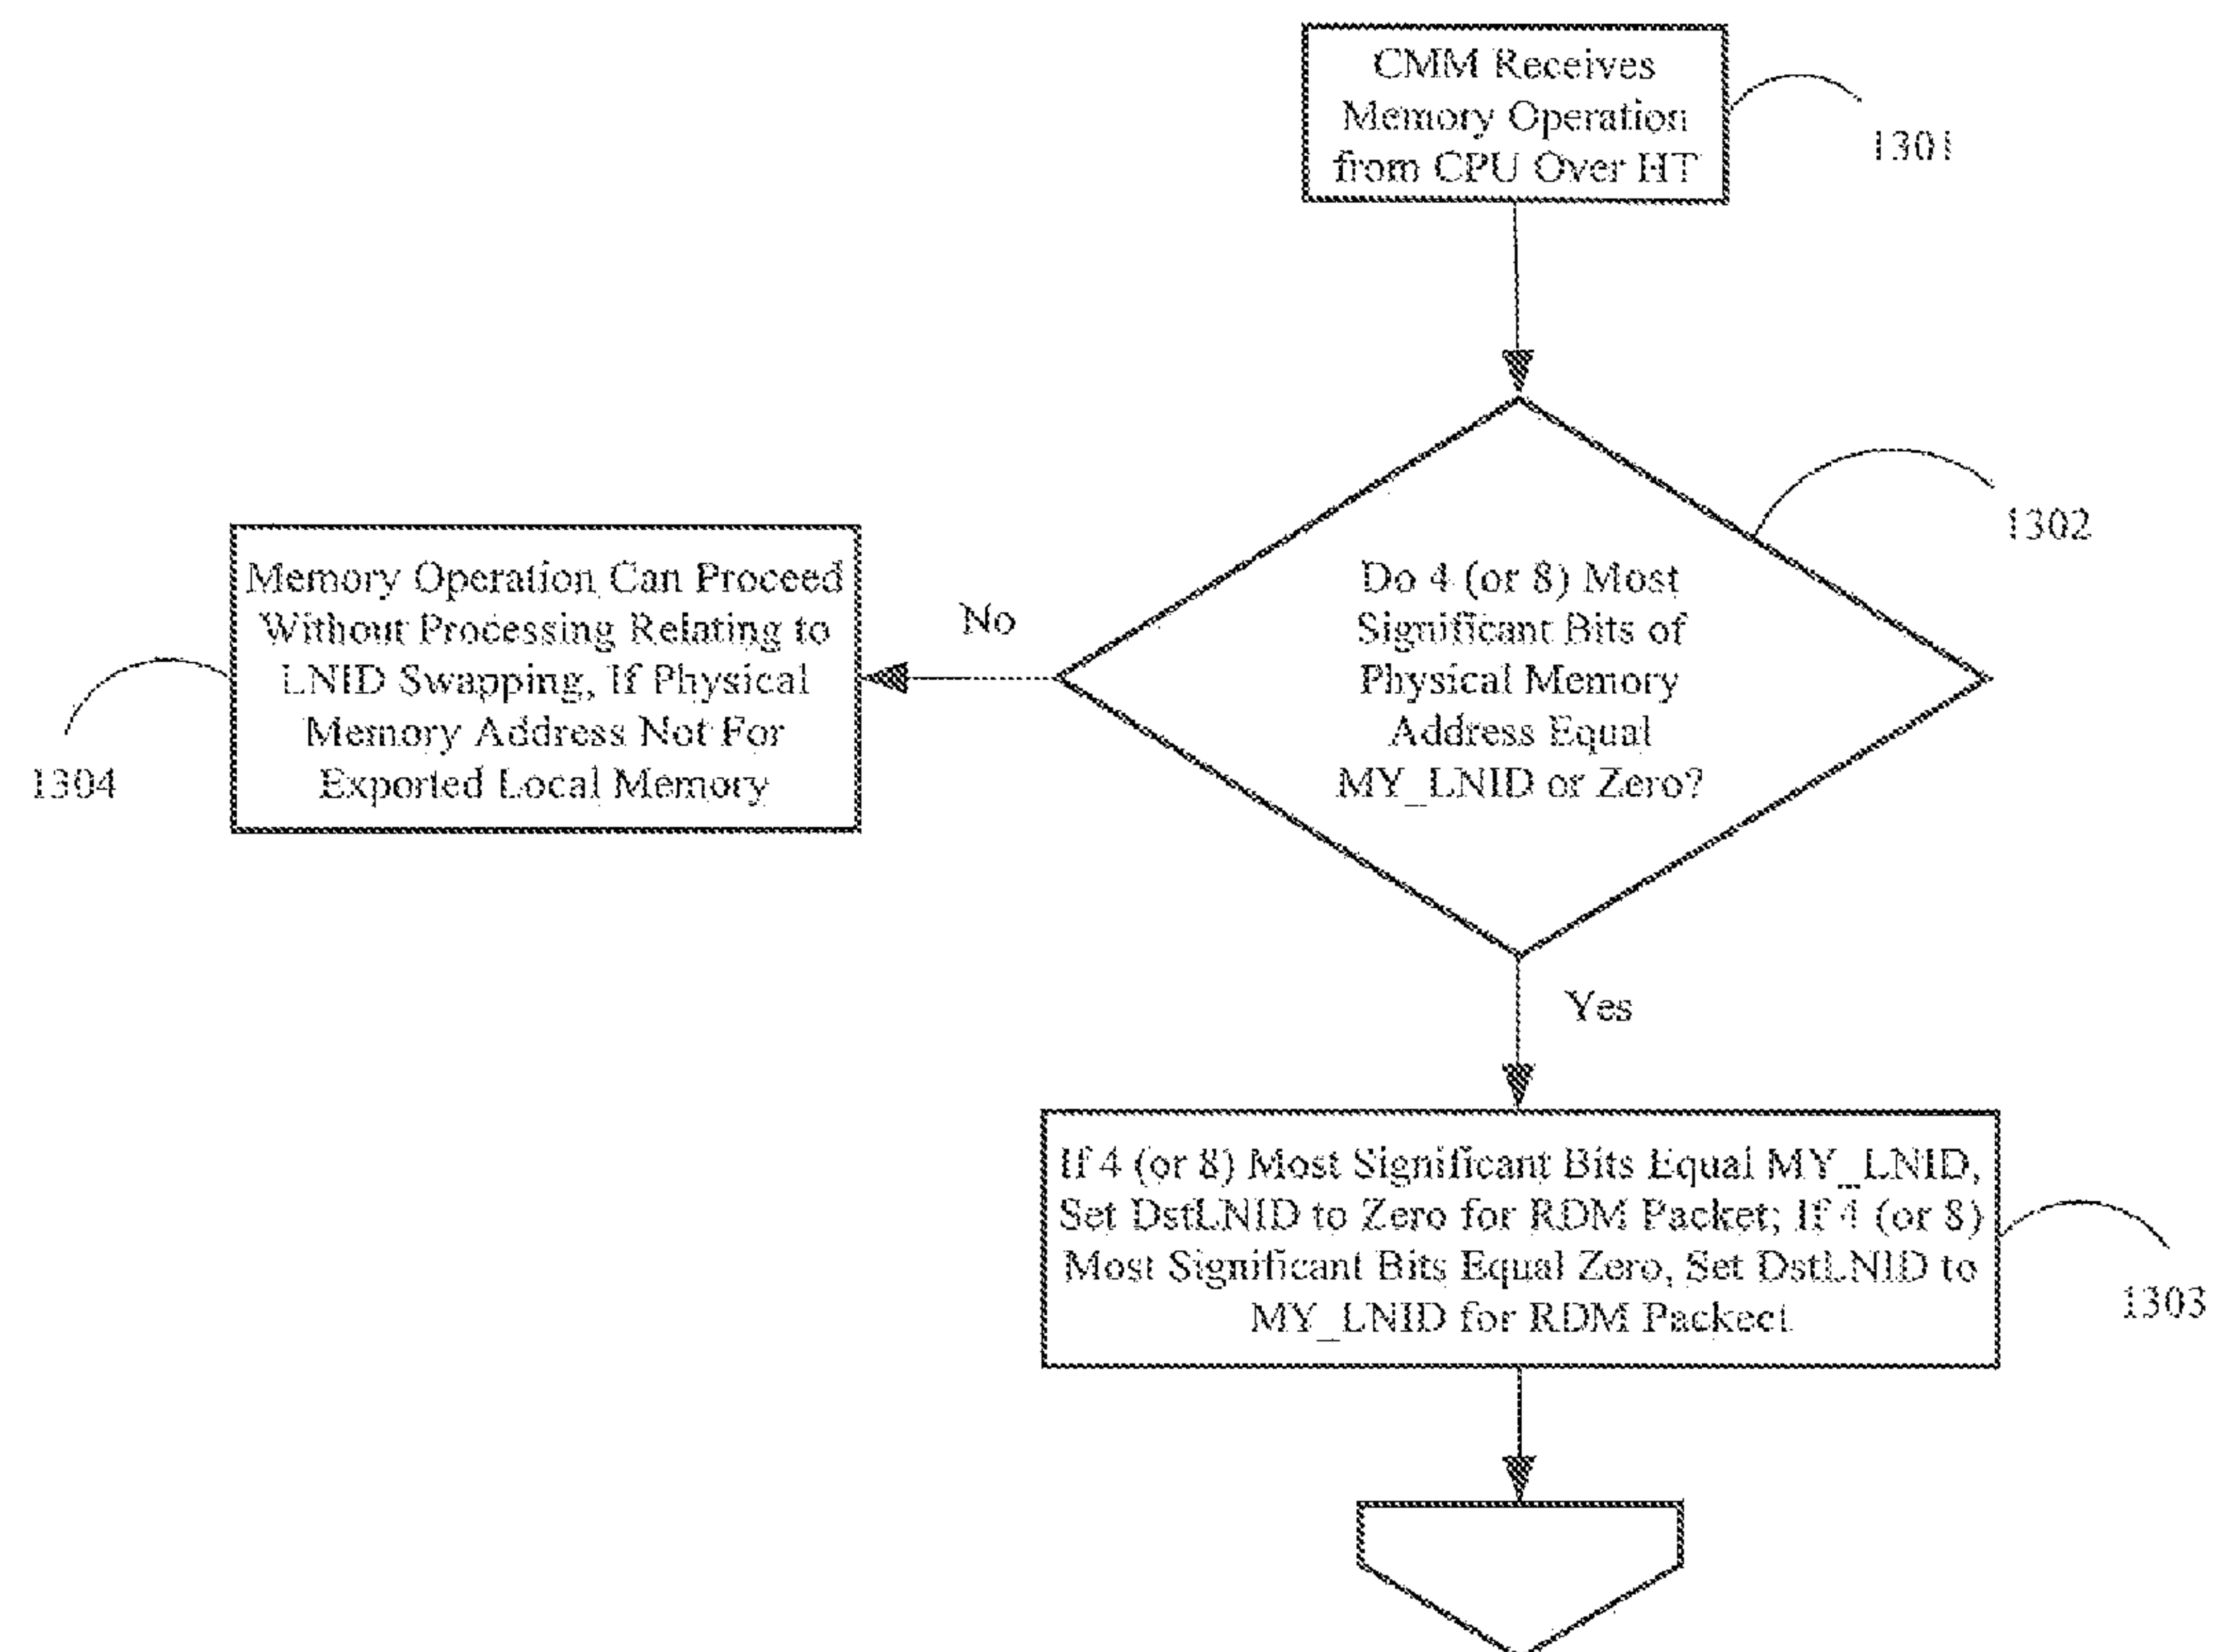 CMM Receives
Memory Operation
from CPU Over HT
1301
Do 4 (or 8) Most
Significant Bits of
Physical Memory
Address Equal
MY_LNID or Zero?
1302
No
Memory Operation Can Proceed
Without Processing Relating to
LNID Swapping, If Physical
Memory Address Not For
Exported Local Memory
1304
Yes
If 4 (or 8) Most Significant Bits Equal MY_LNID,
Set DstLNID to Zero for RDM Packet; If 4 (or 8)
Most Significant Bits Equal Zero, Set DstLNID to
MY_LNID for RDM Packect
1303